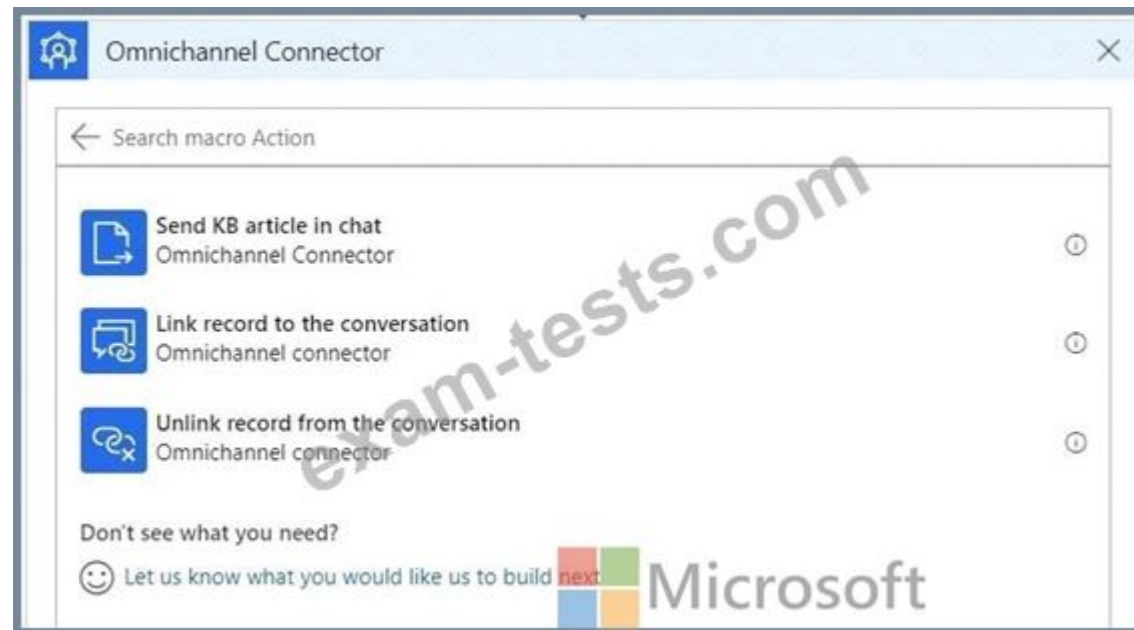 Omnichannel Connector
Search macro Action
Send KB article in chat
Omnichannel Connector
Link record to the conversation
Omnichannel connector
Unlink record from the conversation
Omnichannel connector
Don't see what you need?
Let us know what you would like us to build next
exam-tests.com
Microsoft